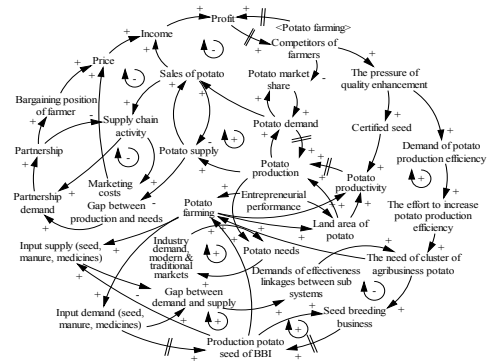 Profit
<Potato farming>
Income
Competitors of
farmers
Price
Sales of potato
Potato market
share
The pressure of
quality enhancement
Bargaining position
of farmer
Supply chain
activity
Potato demand
Certified seed
Partnership
Potato supply
Demand of potato
production efficiency
Potato
production
Marketing
costs
Potato
productivity
Partnership
demand
Gap between
production and needs
Potato
farming
Entrepreneurial
performance
Land area of
potato
The effort to increase
potato production
efficiency
Input supply (seed,
manure, medicines)
Industry
demand,
modern &
traditional
markets
Potato needs
Demands of effectiveness
linkages between sub
systems
The need of cluster of
agribusiness potato
Gap between
demand and supply
Input demand (seed,
manure, medicines)
Seed breeding
business
Production potato
seed of BBI